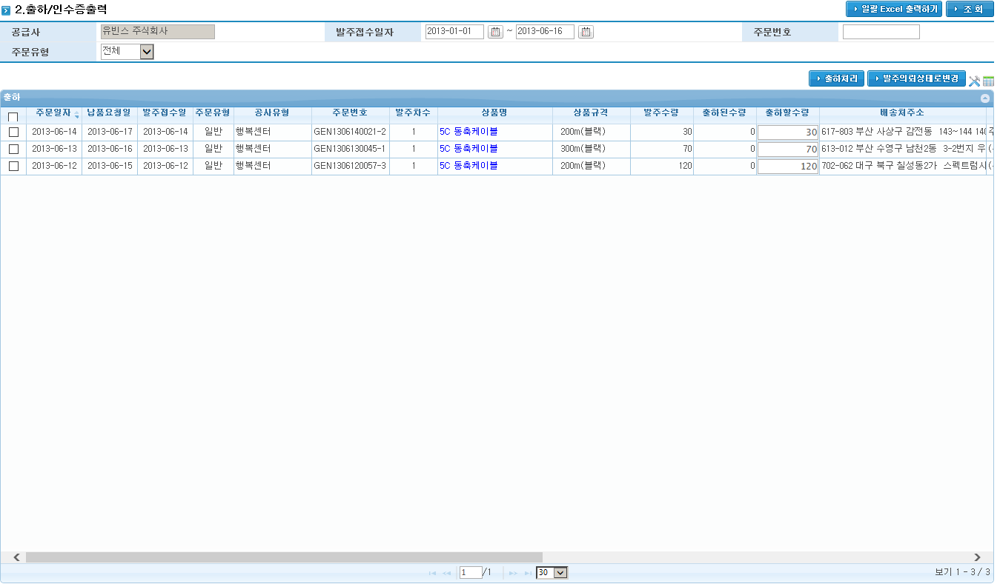 2.출하/인수증출력
일괄 Excel 출력하기 조 회
공급사 유빈스 주식회사 발주접수일자 2013-01-01 ~ 2013-06-16 주문번호
주문유형 전체
출하처리 발주의뢰상태로변경
출하
주문일자 납품요청일 발주접수일 주문유형 공사유형 주문번호 발주차수 상품명 상품규격 발주수량 출하된수량 출하할수량 배송처주소
2013-06-14 2013-06-17 2013-06-14 일반 행복센터 GEN1306140021-2 1 5C 동축케이블 200m(블랙) 30 0 30 617-803 부산 사상구 감전동 143~144 140
2013-06-13 2013-06-16 2013-06-13 일반 행복센터 GEN1306130045-1 1 5C 동축케이블 300m(블랙) 70 0 70 613-012 부산 수영구 남천2동 3-2번지 우
2013-06-12 2013-06-15 2013-06-12 일반 행복센터 GEN1306120057-3 1 5C 동축케이블 200m(블랙) 120 0 120 702-062 대구 북구 칠성동2가 스펙트럼시
1 /1 30 보기 1 - 3 / 3